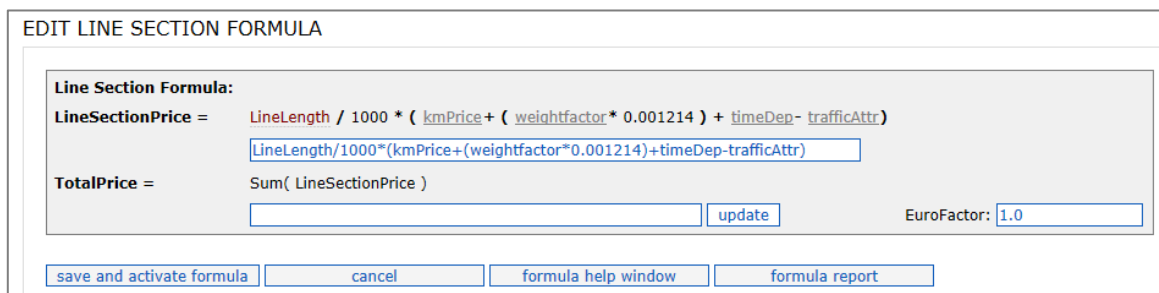 EDIT LINE SECTION FORMULA
Line Section Formula:
LineSectionPrice = LineLength / 1000 * ( kmPrice+ ( weightfactor* 0.001214 ) + timeDep- trafficAttr)
LineLength/1000*(kmPrice+(weightfactor*0.001214)+timeDep-trafficAttr)
TotalPrice = Sum( LineSectionPrice )
update EuroFactor: 1.0
save and activate formula cancel formula help window formula report